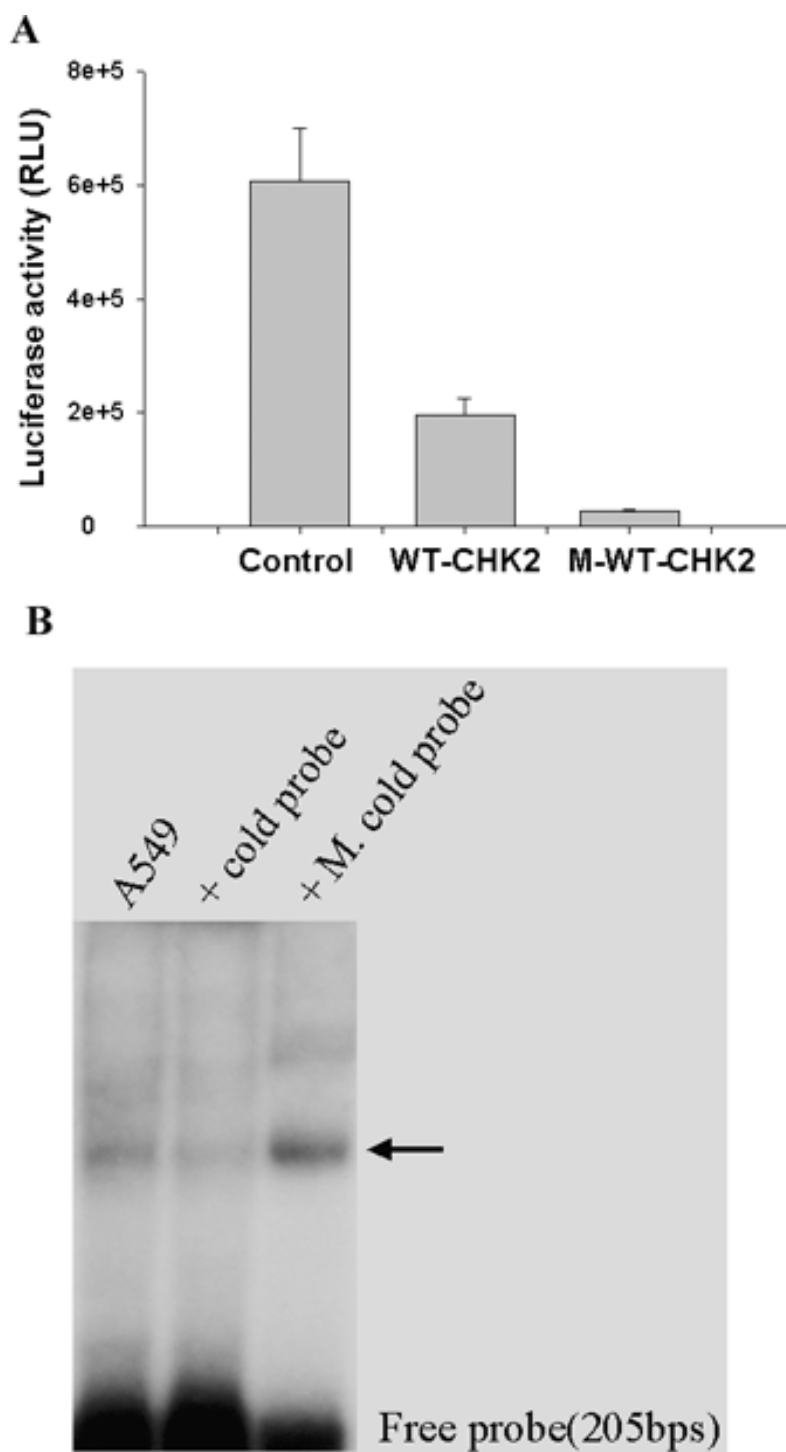 A
Luciferase activity (RLU)
8e+5
6e+5
4e+5
2e+5
0
Control WT-CHK2 M-WT-CHK2
B
A549
+ cold probe
+ M. cold probe
Free probe(205bps)